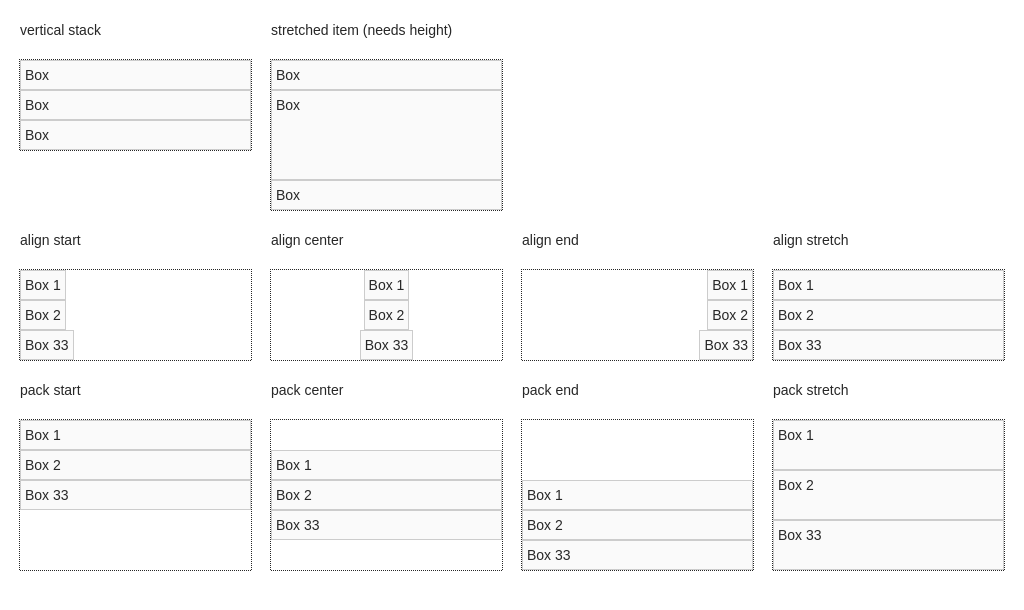 vertical stack
Box
Box
Box
stretched item (needs height)
Box
Box
Box
align start
Box 1
Box 2
Box 33
align center
Box 1
Box 2
Box 33
align end
Box 1
Box 2
Box 33
align stretch
Box 1
Box 2
Box 33
pack start
Box 1
Box 2
Box 33
pack center
Box 1
Box 2
Box 33
pack end
Box 1
Box 2
Box 33
pack stretch
Box 1
Box 2
Box 33